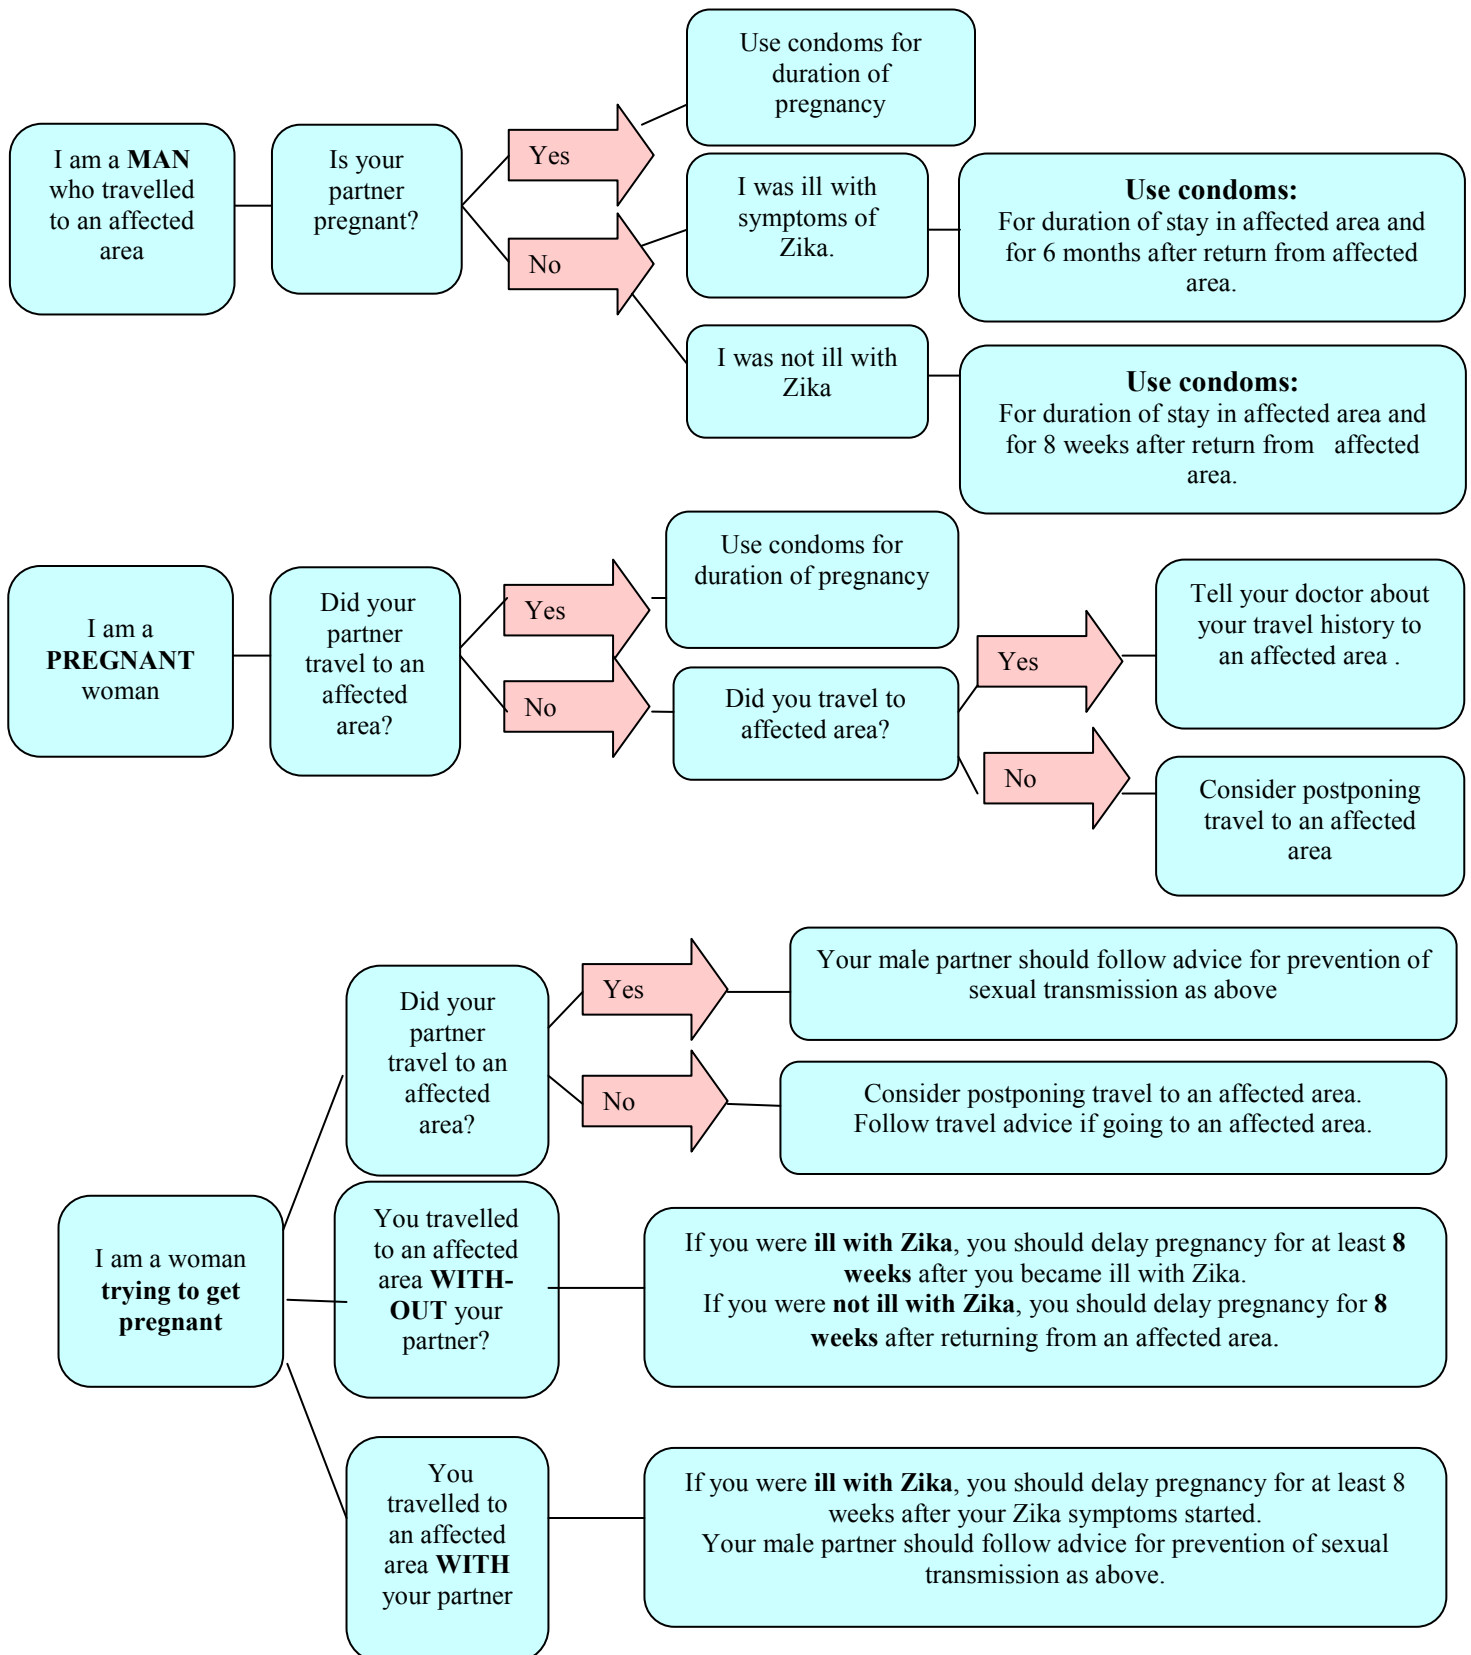 I am a MAN
who travelled
to an affected
area
Is your
partner
pregnant?
Yes
Use condoms for
duration of
pregnancy
No
I was ill with
symptoms of
Zika.
Use condoms:
For duration of stay in affected area and
for 6 months after return from affected
area.
I was not ill with
Zika
Use condoms:
For duration of stay in affected area and
for 8 weeks after return from affected
area.
I am a
PREGNANT
woman
Did your
partner
travel to an
affected
area?
Yes
Use condoms for
duration of pregnancy
No
Did you travel to
affected area?
Yes
Tell your doctor about
your travel history to
an affected area .
No
Consider postponing
travel to an affected
area
I am a woman
trying to get
pregnant
Did your
partner
travel to an
affected
area?
Yes
Your male partner should follow advice for prevention of
sexual transmission as above
No
Consider postponing travel to an affected area.
Follow travel advice if going to an affected area.
You travelled
to an affected
area WITH-
OUT your
partner?
If you were ill with Zika, you should delay pregnancy for at least 8
weeks after you became ill with Zika.
If you were not ill with Zika, you should delay pregnancy for 8
weeks after returning from an affected area.
You
travelled to
an affected
area WITH
your partner
If you were ill with Zika, you should delay pregnancy for at least 8
weeks after your Zika symptoms started.
Your male partner should follow advice for prevention of sexual
transmission as above.